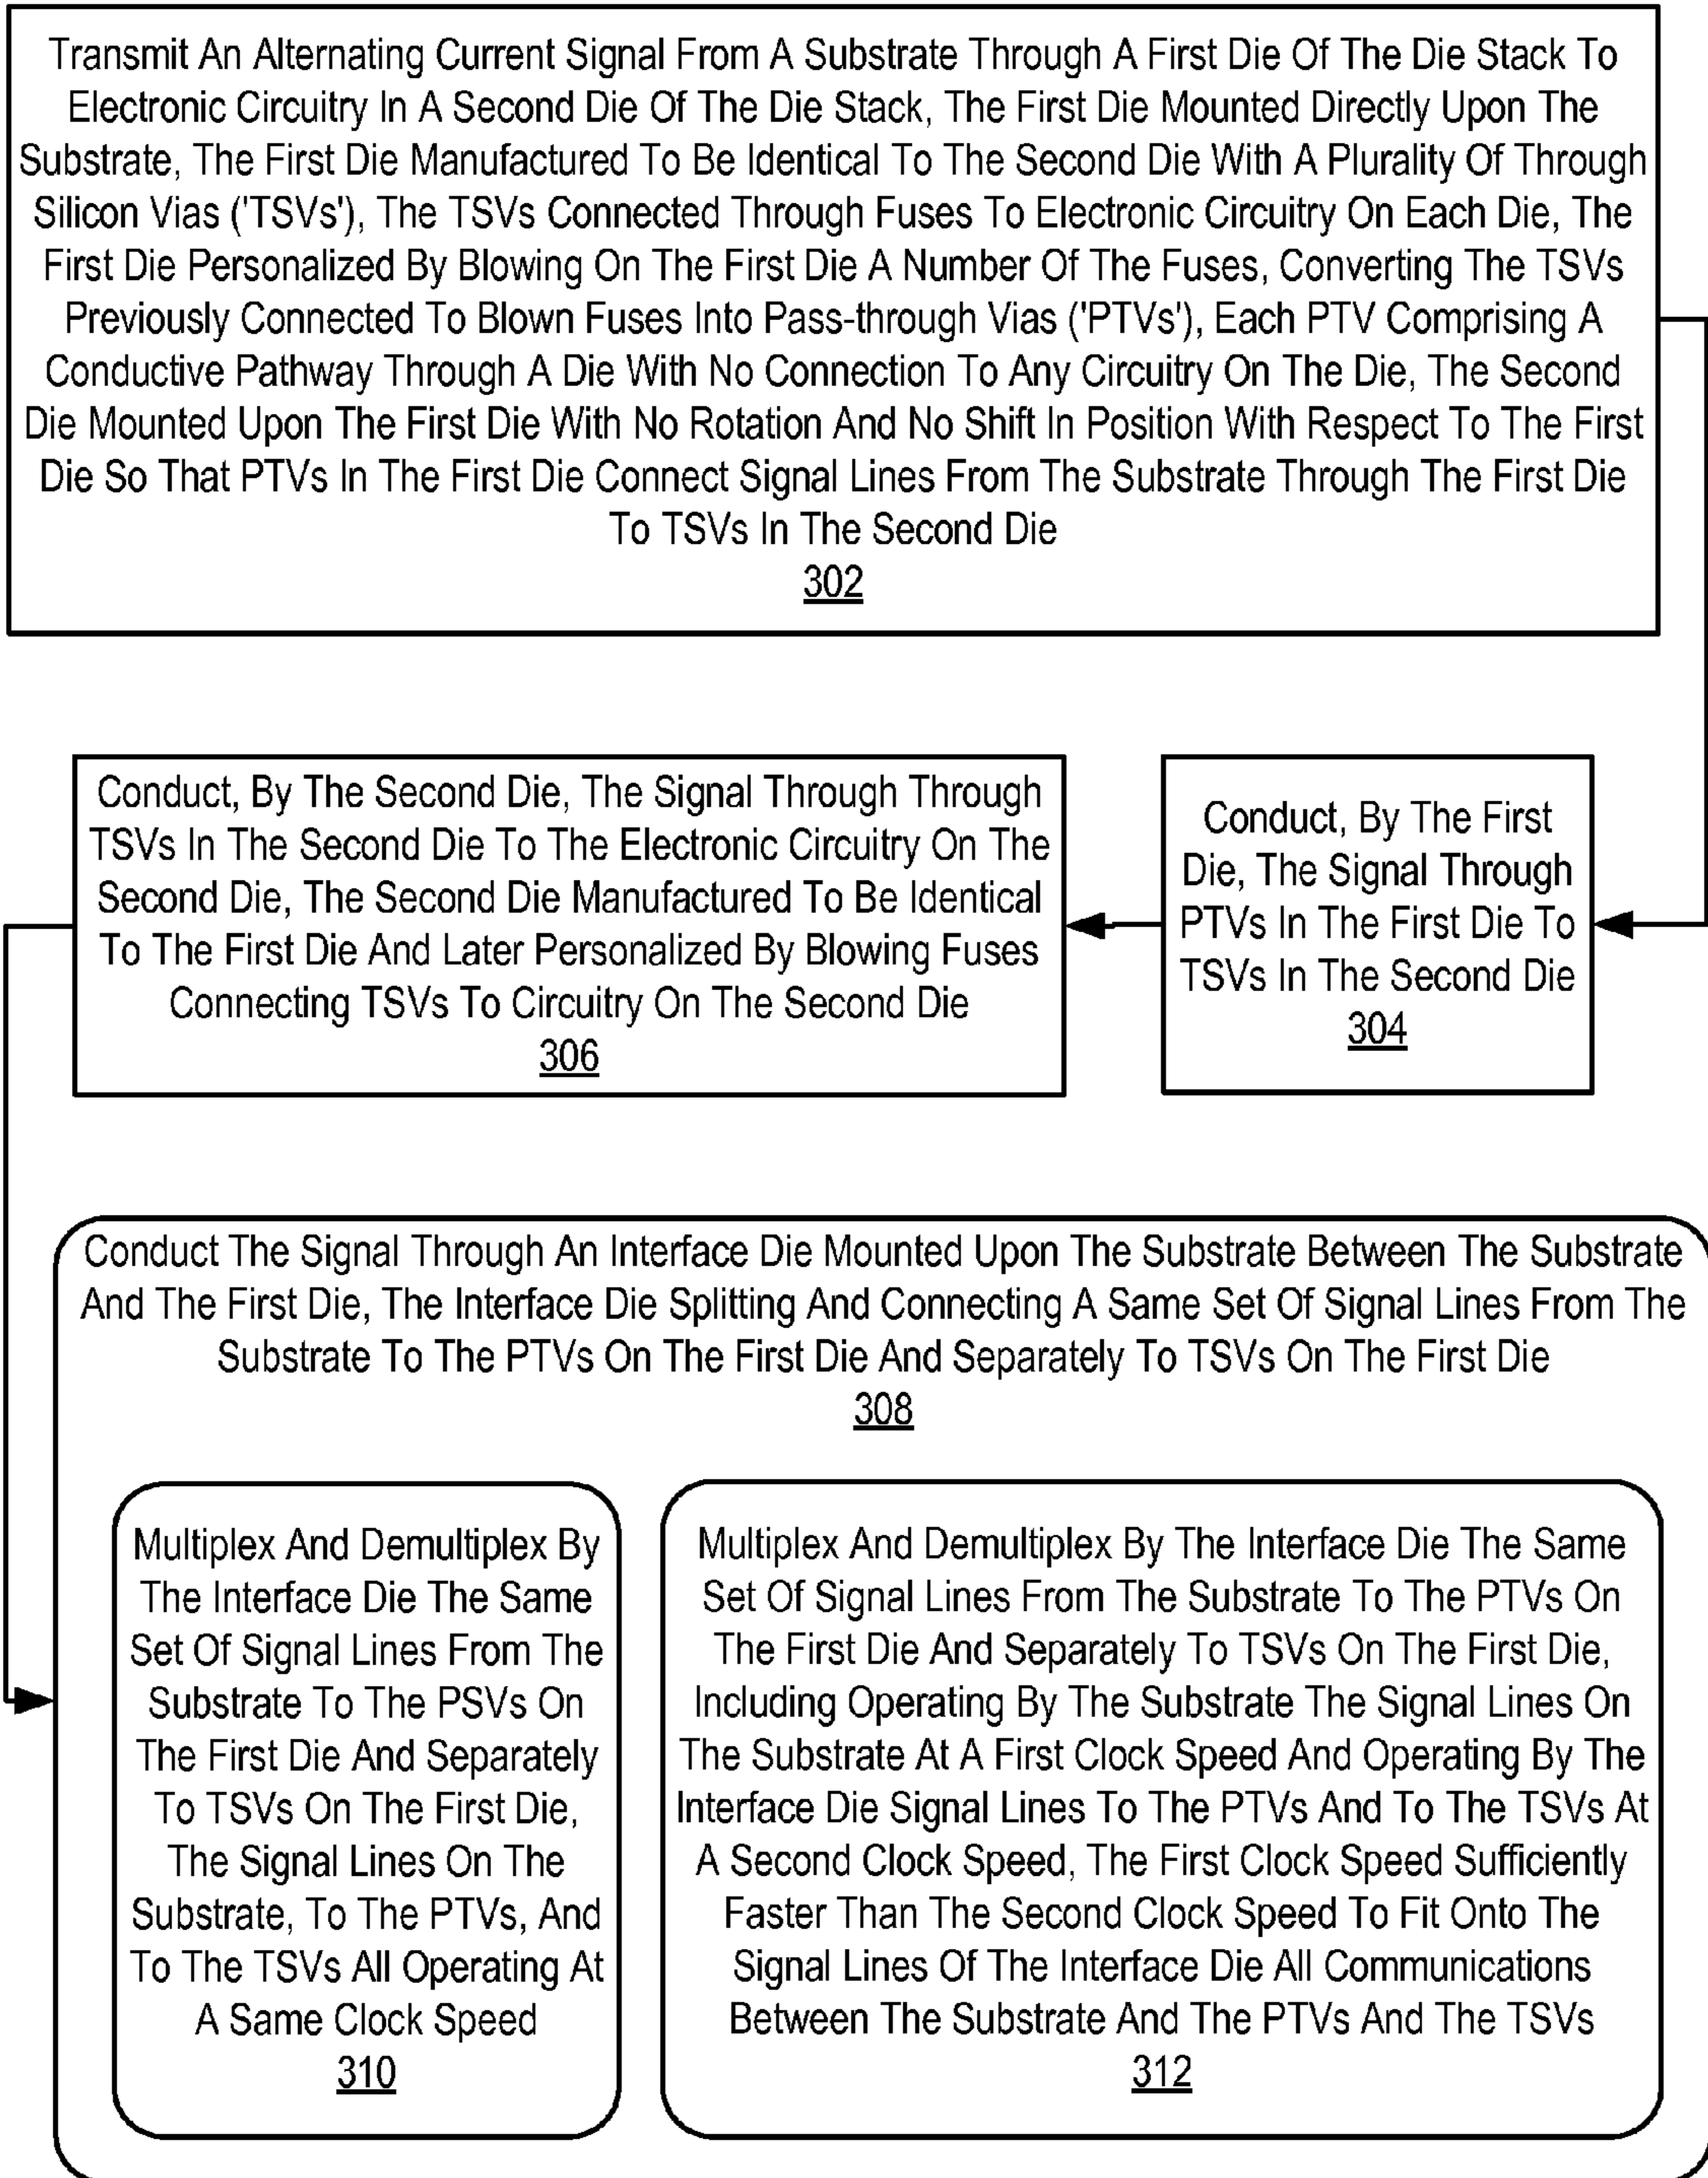 Transmit An Alternating Current Signal From A Substrate Through A First Die Of The Die Stack To
Electronic Circuitry In A Second Die Of The Die Stack, The First Die Mounted Directly Upon The
Substrate, The First Die Manufactured To Be Identical To The Second Die With A Plurality Of Through
Silicon Vias ('TSVs'), The TSVs Connected Through Fuses To Electronic Circuitry On Each Die, The
First Die Personalized By Blowing On The First Die A Number Of The Fuses, Converting The TSVs
Previously Connected To Blown Fuses Into Pass-through Vias ('PTVs'), Each PTV Comprising A
Conductive Pathway Through A Die With No Connection To Any Circuitry On The Die, The Second
Die Mounted Upon The First Die With No Rotation And No Shift In Position With Respect To The First
Die So That PTVs In The First Die Connect Signal Lines From The Substrate Through The First Die
To TSVs In The Second Die
302
Conduct, By The First
Die, The Signal Through
PTVs In The First Die To
TSVs In The Second Die
304
Conduct, By The Second Die, The Signal Through Through
TSVs In The Second Die To The Electronic Circuitry On The
Second Die, The Second Die Manufactured To Be Identical
To The First Die And Later Personalized By Blowing Fuses
Connecting TSVs To Circuitry On The Second Die
306
Conduct The Signal Through An Interface Die Mounted Upon The Substrate Between The Substrate
And The First Die, The Interface Die Splitting And Connecting A Same Set Of Signal Lines From The
Substrate To The PTVs On The First Die And Separately To TSVs On The First Die
308
Multiplex And Demultiplex By
The Interface Die The Same
Set Of Signal Lines From The
Substrate To The PSVs On
The First Die And Separately
To TSVs On The First Die,
The Signal Lines On The
Substrate, To The PTVs, And
To The TSVs All Operating At
A Same Clock Speed
310
Multiplex And Demultiplex By The Interface Die The Same
Set Of Signal Lines From The Substrate To The PTVs On
The First Die And Separately To TSVs On The First Die,
Including Operating By The Substrate The Signal Lines On
The Substrate At A First Clock Speed And Operating By The
Interface Die Signal Lines To The PTVs And To The TSVs At
A Second Clock Speed, The First Clock Speed Sufficiently
Faster Than The Second Clock Speed To Fit Onto The
Signal Lines Of The Interface Die All Communications
Between The Substrate And The PTVs And The TSVs
312